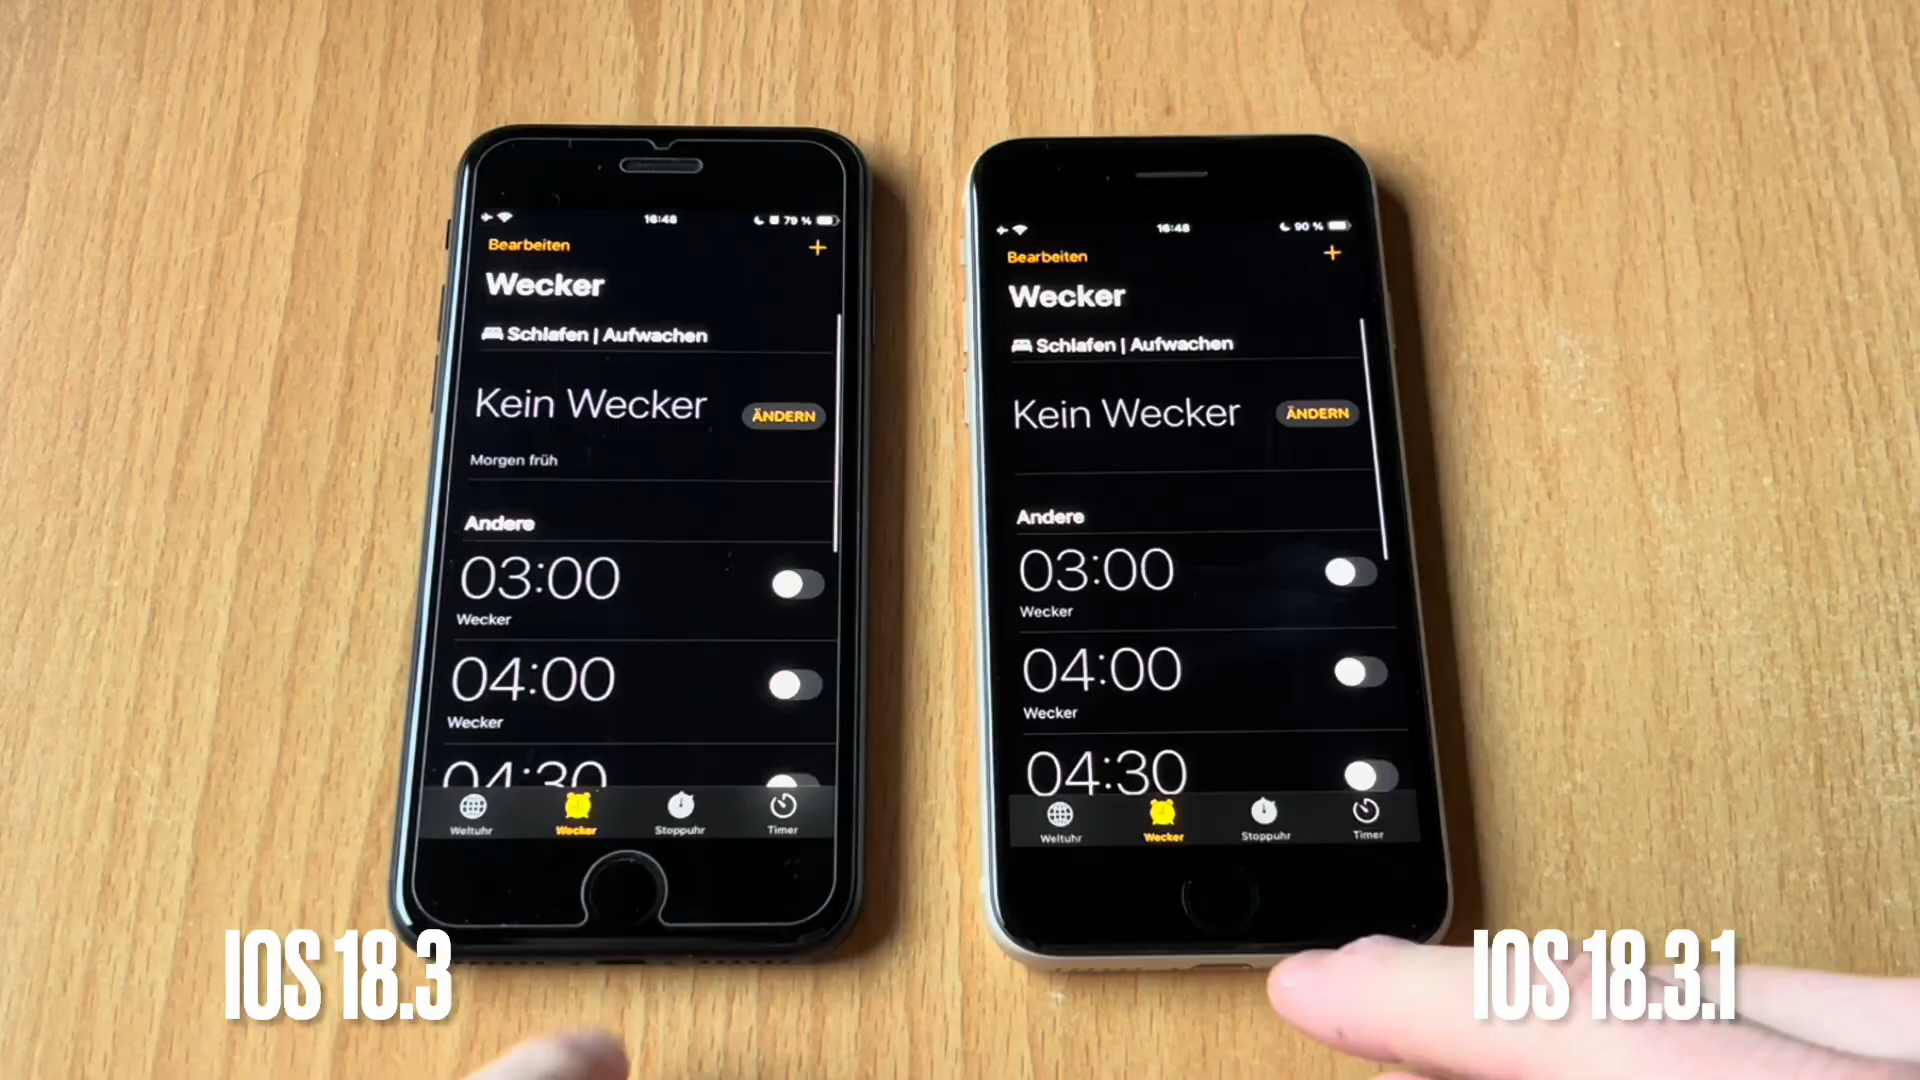 16:48
79 %
Bearbeiten
+
Wecker
Schlafen | Aufwachen
Kein Wecker
ÄNDERN
Morgen früh
Andere
03:00
Wecker
04:00
Wecker
04:30
Weltuhr
Wecker
Stoppuhr
Timer
IOS 18.3
16:48
90 %
Bearbeiten
+
Wecker
Schlafen | Aufwachen
Kein Wecker
ÄNDERN
Andere
03:00
Wecker
04:00
Wecker
04:30
Weltuhr
Wecker
Stoppuhr
Timer
IOS 18.3.1